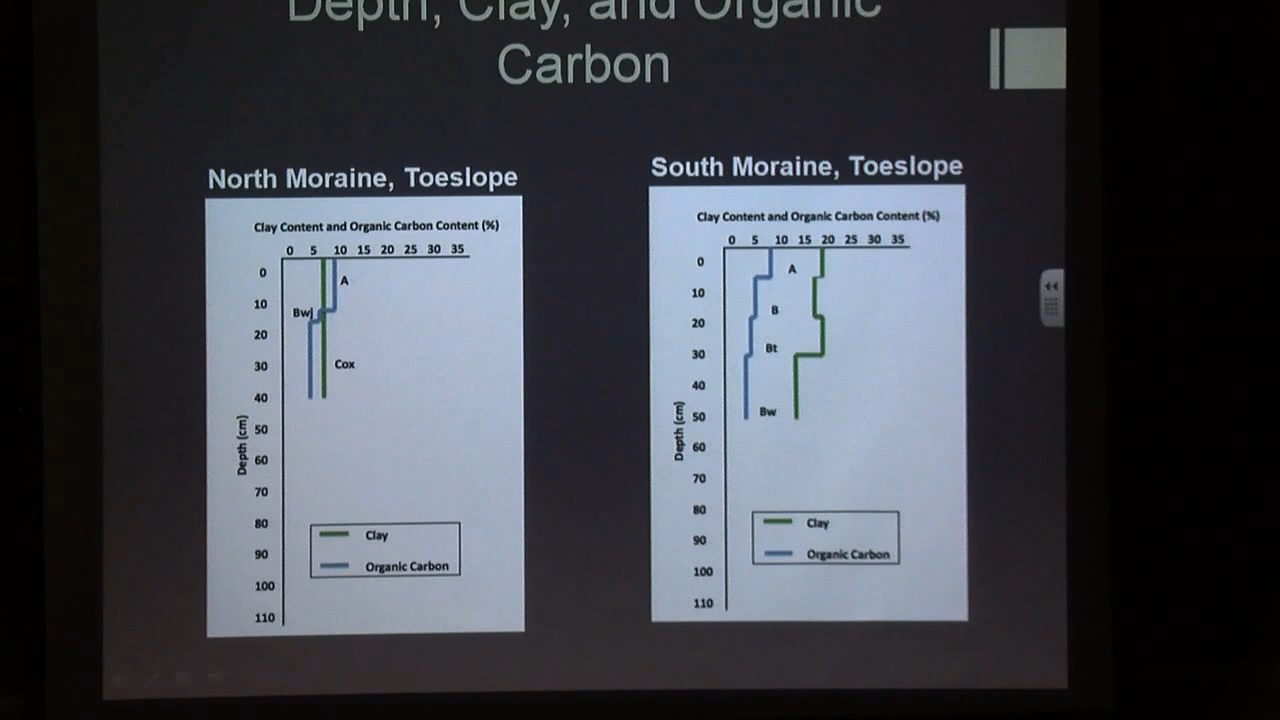 Depth, Clay, and Organic
Carbon
North Moraine, Toeslope
Clay Content and Organic Carbon Content (%)
0 5 10 15 20 25 30 35
0
10
20
30
40
50
60
70
80
90
100
110
Depth (cm)
A
Bwj
Cox
Clay
Organic Carbon
South Moraine, Toeslope
Clay Content and Organic Carbon Content (%)
0 5 10 15 20 25 30 35
0
10
20
30
40
50
60
70
80
90
100
110
Depth (cm)
A
B
Bt
Bw
Clay
Organic Carbon